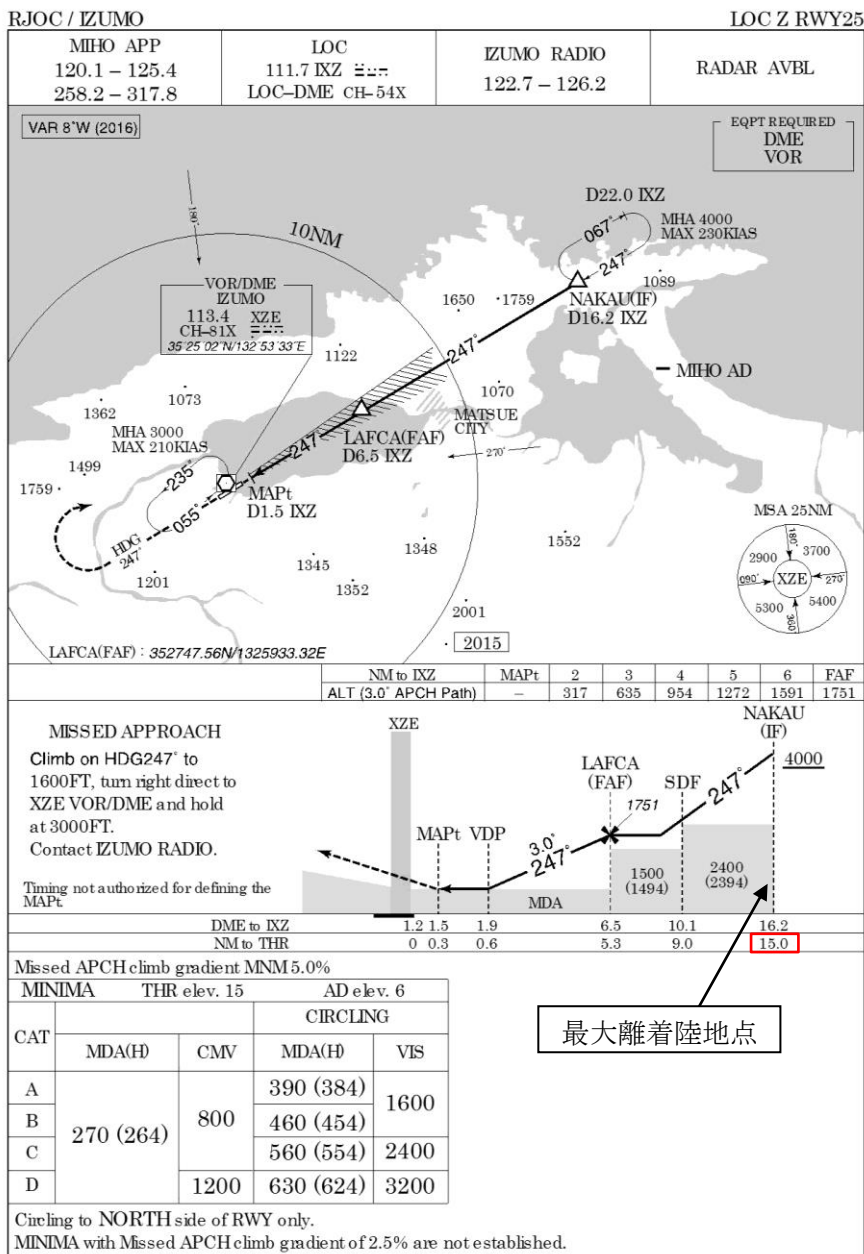 RJOC / IZUMO LOC Z RWY25
MIHO APP
120.1 – 125.4
258.2 – 317.8
LOC
111.7 IXZ
LOC–DME CH–54X
IZUMO RADIO
122.7 – 126.2
RADAR AVBL
VAR 8°W (2016)
EQPT REQUIRED
DME
VOR
D22.0 IXZ
MHA 4000
MAX 230KIAS
067°
247°
180°
10NM
1089
NAKAU(IF)
D16.2 IXZ
VOR/DME
IZUMO
113.4 XZE
CH–81X
35 25 02 N/132 53 33 E
1650
1759
247°
1122
MIHO AD
1070
1073
1362
MATSUE
CITY
LAFCA(FAF)
D6.5 IXZ
MHA 3000
MAX 210KIAS
247°
270°
235°
1499
1759
MAPt
D1.5 IXZ
055°
HDG
247°
MSA 25NM
1552
1348
1345
1201
1352
2001
2015
180°
2900 3700
090° XZE 270°
5300 5400
360°
LAFCA(FAF) : 352747.56N/1325933.32E
NM to IXZ MAPt 2 3 4 5 6 FAF
ALT (3.0° APCH Path) – 317 635 954 1272 1591 1751
MISSED APPROACH
Climb on HDG247° to
1600FT, turn right direct to
XZE VOR/DME and hold
at 3000FT.
Contact IZUMO RADIO.
Timing not authorized for defining the
MAPt.
XZE
NAKAU
(IF)
4000
LAFCA
(FAF)
SDF
247°
1751
MAPt VDP
3.0°
247°
1500
(1494)
2400
(2394)
MDA
DME to IXZ 1.2 1.5 1.9 6.5 10.1 16.2
NM to THR 0 0.3 0.6 5.3 9.0 15.0
Missed APCH climb gradient MNM 5.0%
MINIMA THR elev. 15 AD elev. 6
CAT
CIRCLING
MDA(H) CMV MDA(H) VIS
A 270 (264) 800 390 (384) 1600
B 460 (454)
C 560 (554) 2400
D 1200 630 (624) 3200
最大離着陸地点
Circling to NORTH side of RWY only.
MINIMA with Missed APCH climb gradient of 2.5% are not established.